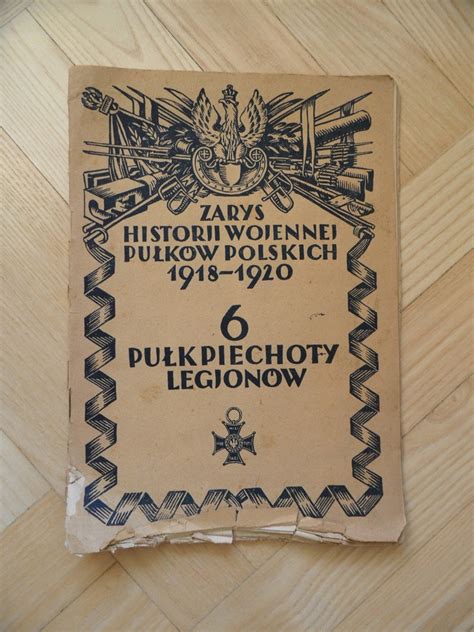 ZARYS
HISTORJI WOJENNEJ
PUŁKÓW POLSKICH
1918–1920
6
PUŁK PIECHOTY
LEGJONÓW